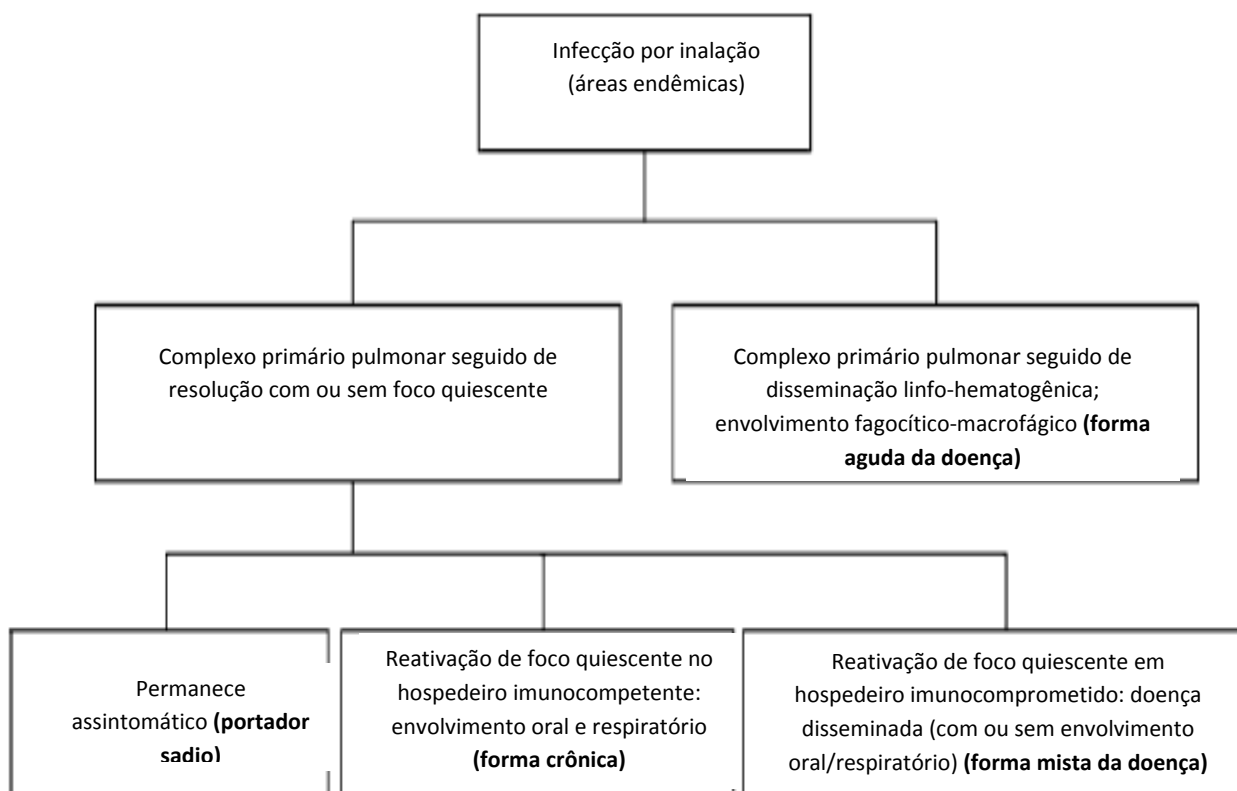 Infecção por inalação
(áreas endêmicas)
Complexo primário pulmonar seguido de
resolução com ou sem foco quiescente
Complexo primário pulmonar seguido de
disseminação linfo-hematogênica;
envolvimento fagocítico-macrofágico (forma
aguda da doença)
Permanece
assintomático (portador
sadio)
Reativação de foco quiescente no
hospedeiro imunocompetente:
envolvimento oral e respiratório
(forma crônica)
Reativação de foco quiescente em
hospedeiro imunocomprometido: doença
disseminada (com ou sem envolvimento
oral/respiratório) (forma mista da doença)